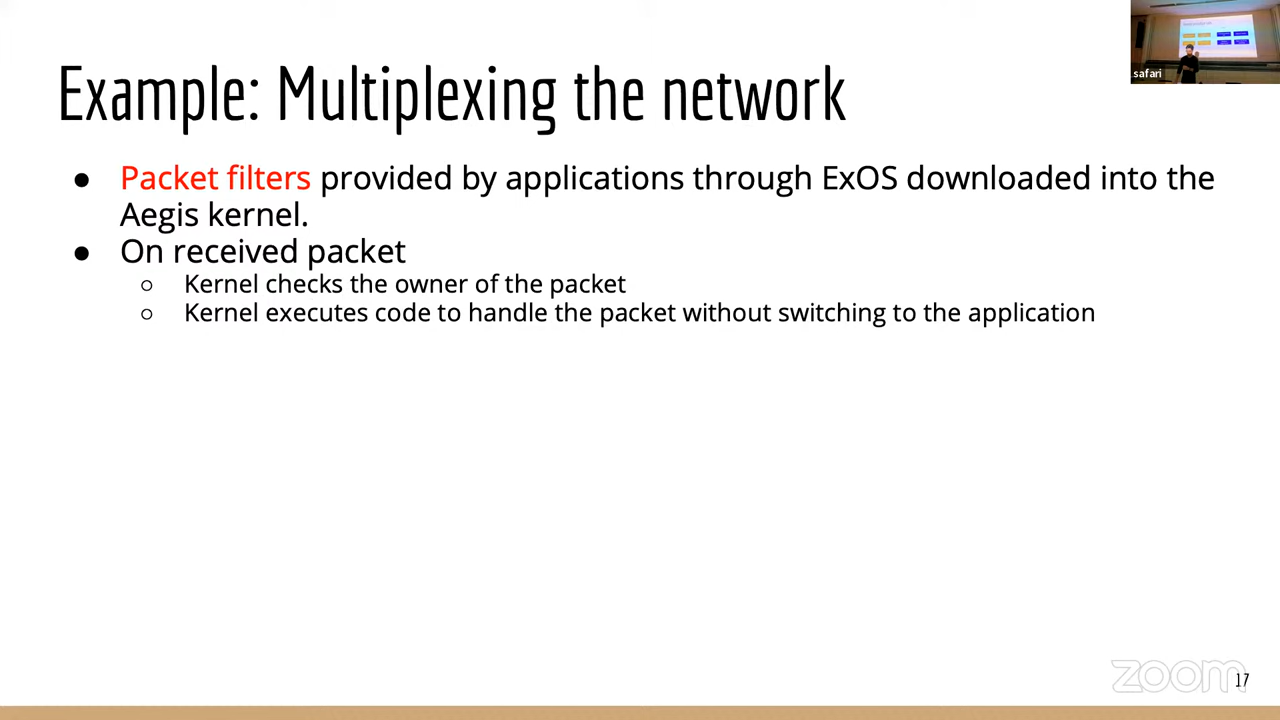 safari
Example: Multiplexing the network
● Packet filters provided by applications through ExOS downloaded into the
Aegis kernel.
● On received packet
○ Kernel checks the owner of the packet
○ Kernel executes code to handle the packet without switching to the application
zoom
17